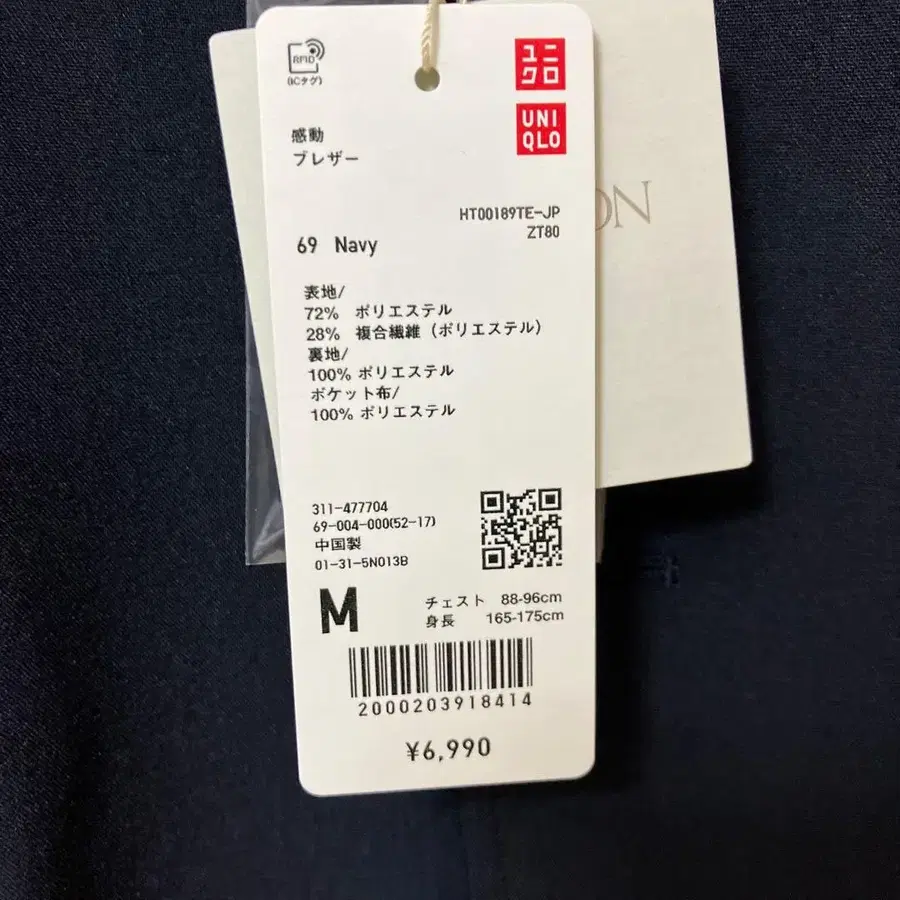 RFID
(ICタグ)
ユニ
クロ
UNI
QLO
感動
ブレザー
HT00189TE-JP
ZT80
69 Navy
表地/
72% ポリエステル
28% 複合繊維（ポリエステル）
裏地/
100% ポリエステル
ポケット布/
100% ポリエステル
311-477704
69-004-000(52-17)
中国製
01-31-5N013B
M
チェスト 88-96cm
身長 165-175cm
2000203918414
¥6,990
ON